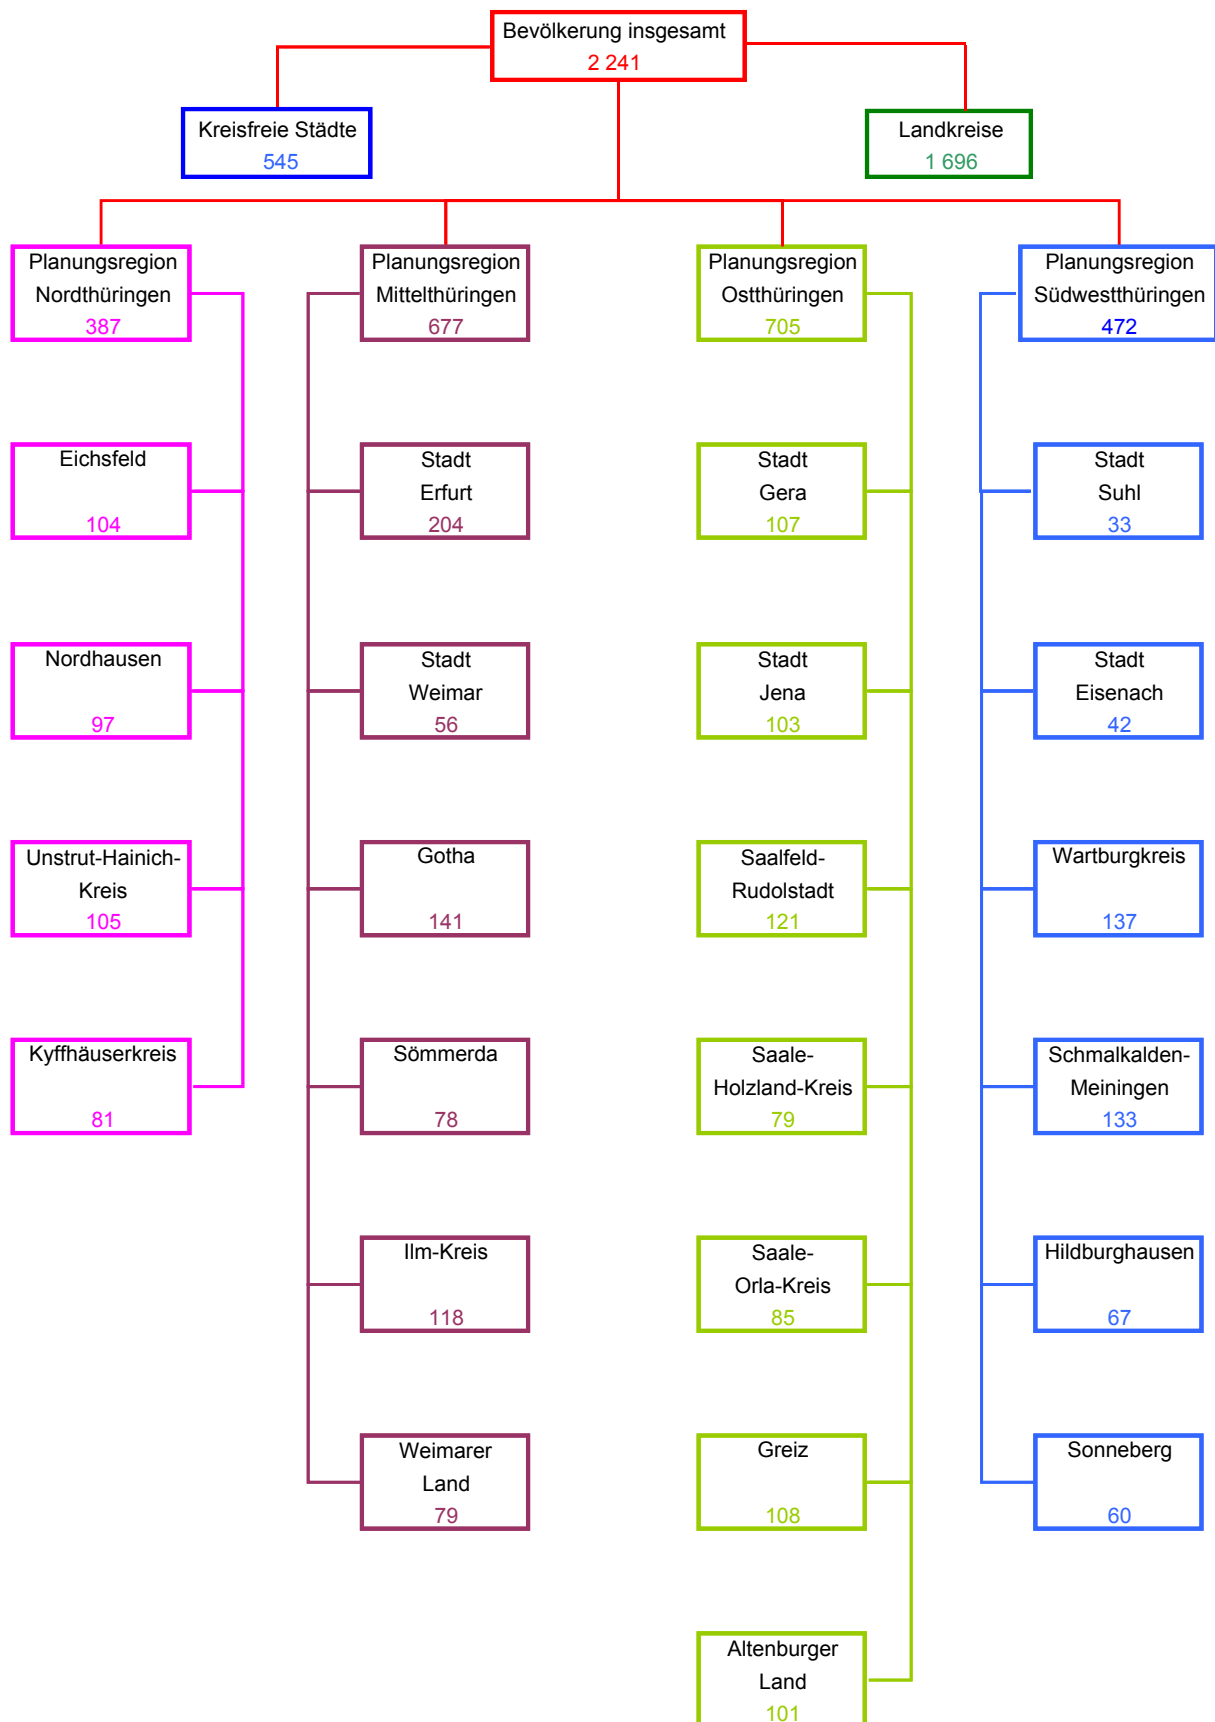 Bevölkerung insgesamt
2 241
Kreisfreie Städte
545
Landkreise
1 696
Planungsregion
Nordthüringen
387
Eichsfeld
104
Nordhausen
97
Unstrut-Hainich-
Kreis
105
Kyffhäuserkreis
81
Planungsregion
Mittelthüringen
677
Stadt
Erfurt
204
Stadt
Weimar
56
Gotha
141
Sömmerda
78
Ilm-Kreis
118
Weimarer
Land
79
Planungsregion
Ostthüringen
705
Stadt
Gera
107
Stadt
Jena
103
Saalfeld-
Rudolstadt
121
Saale-
Holzland-Kreis
79
Saale-
Orla-Kreis
85
Greiz
108
Altenburger
Land
101
Planungsregion
Südwestthüringen
472
Stadt
Suhl
33
Stadt
Eisenach
42
Wartburgkreis
137
Schmalkalden-
Meiningen
133
Hildburghausen
67
Sonneberg
60